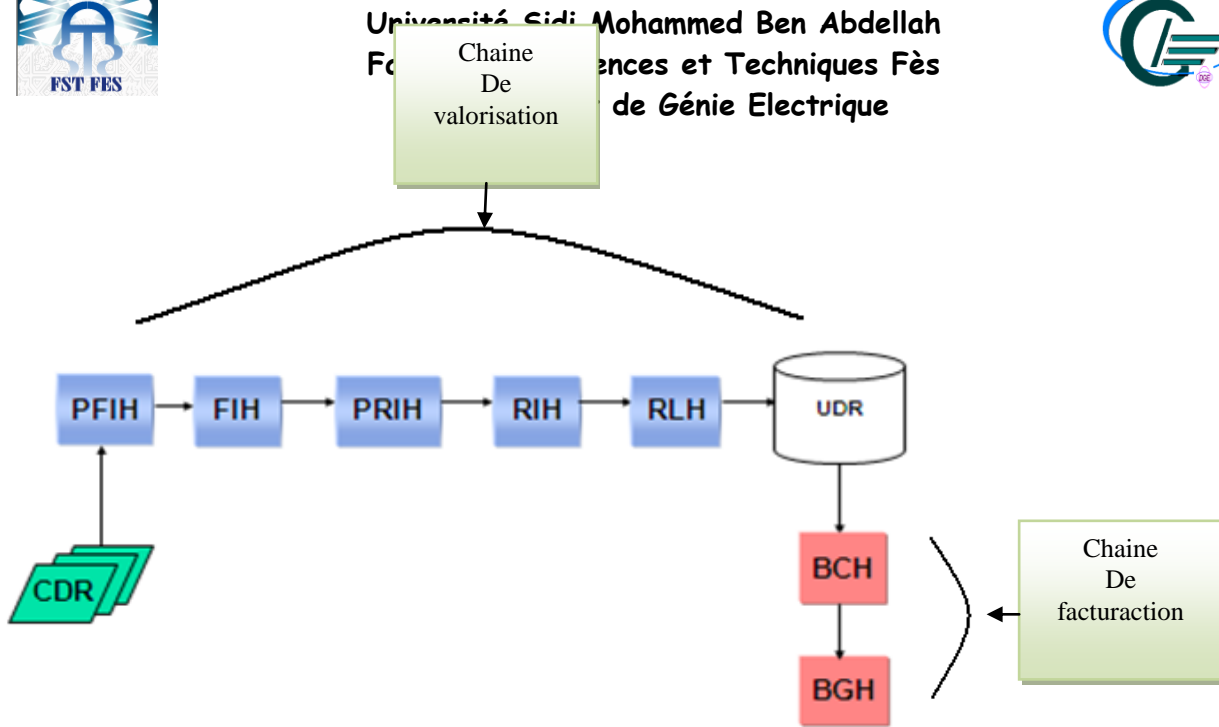 FST FES
Université Sidi Mohammed Ben Abdellah
ences et Techniques Fès
de Génie Electrique
DGE
Chaine
De
valorisation
PFIH
FIH
PRIH
RIH
RLH
UDR
CDR
BCH
BGH
Chaine
De
facturaction